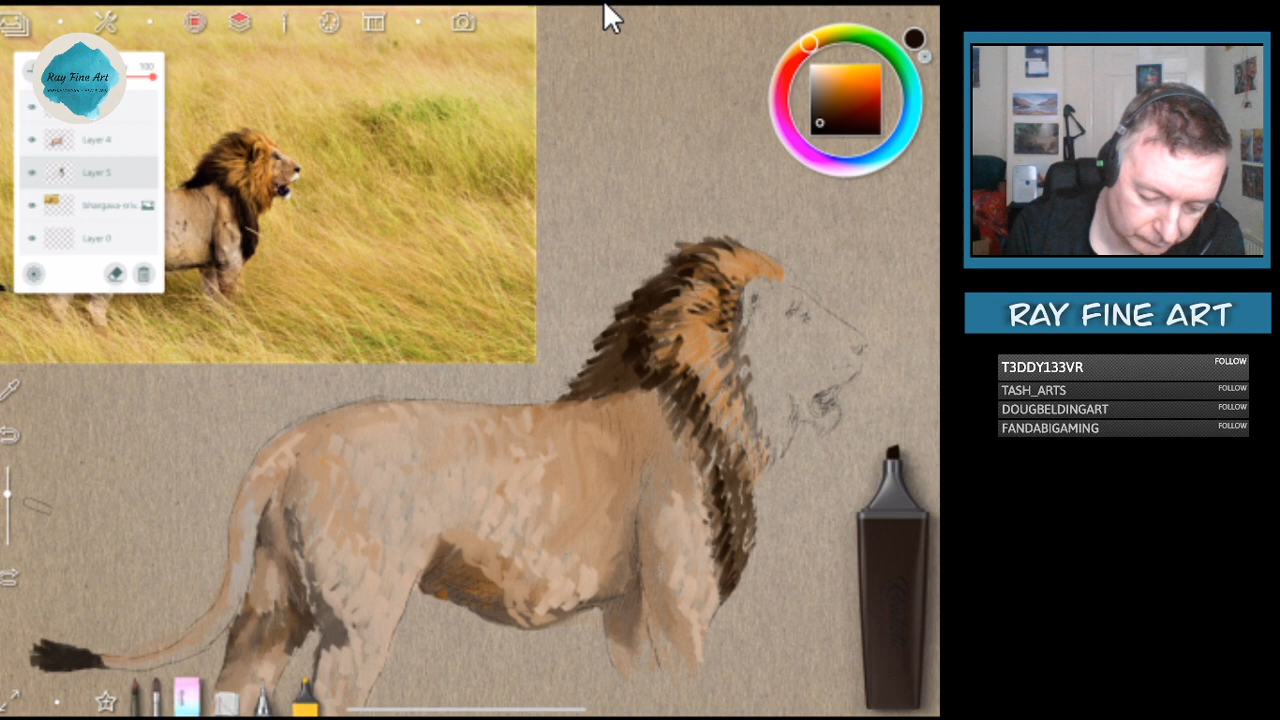 100
Ray Fine Art
Layer 4
Layer 5
Layer 0
RAY FINE ART
T3DDY133VR FOLLOW
TASH_ARTS FOLLOW
DOUGBELDINGART FOLLOW
FANDABIGAMING FOLLOW